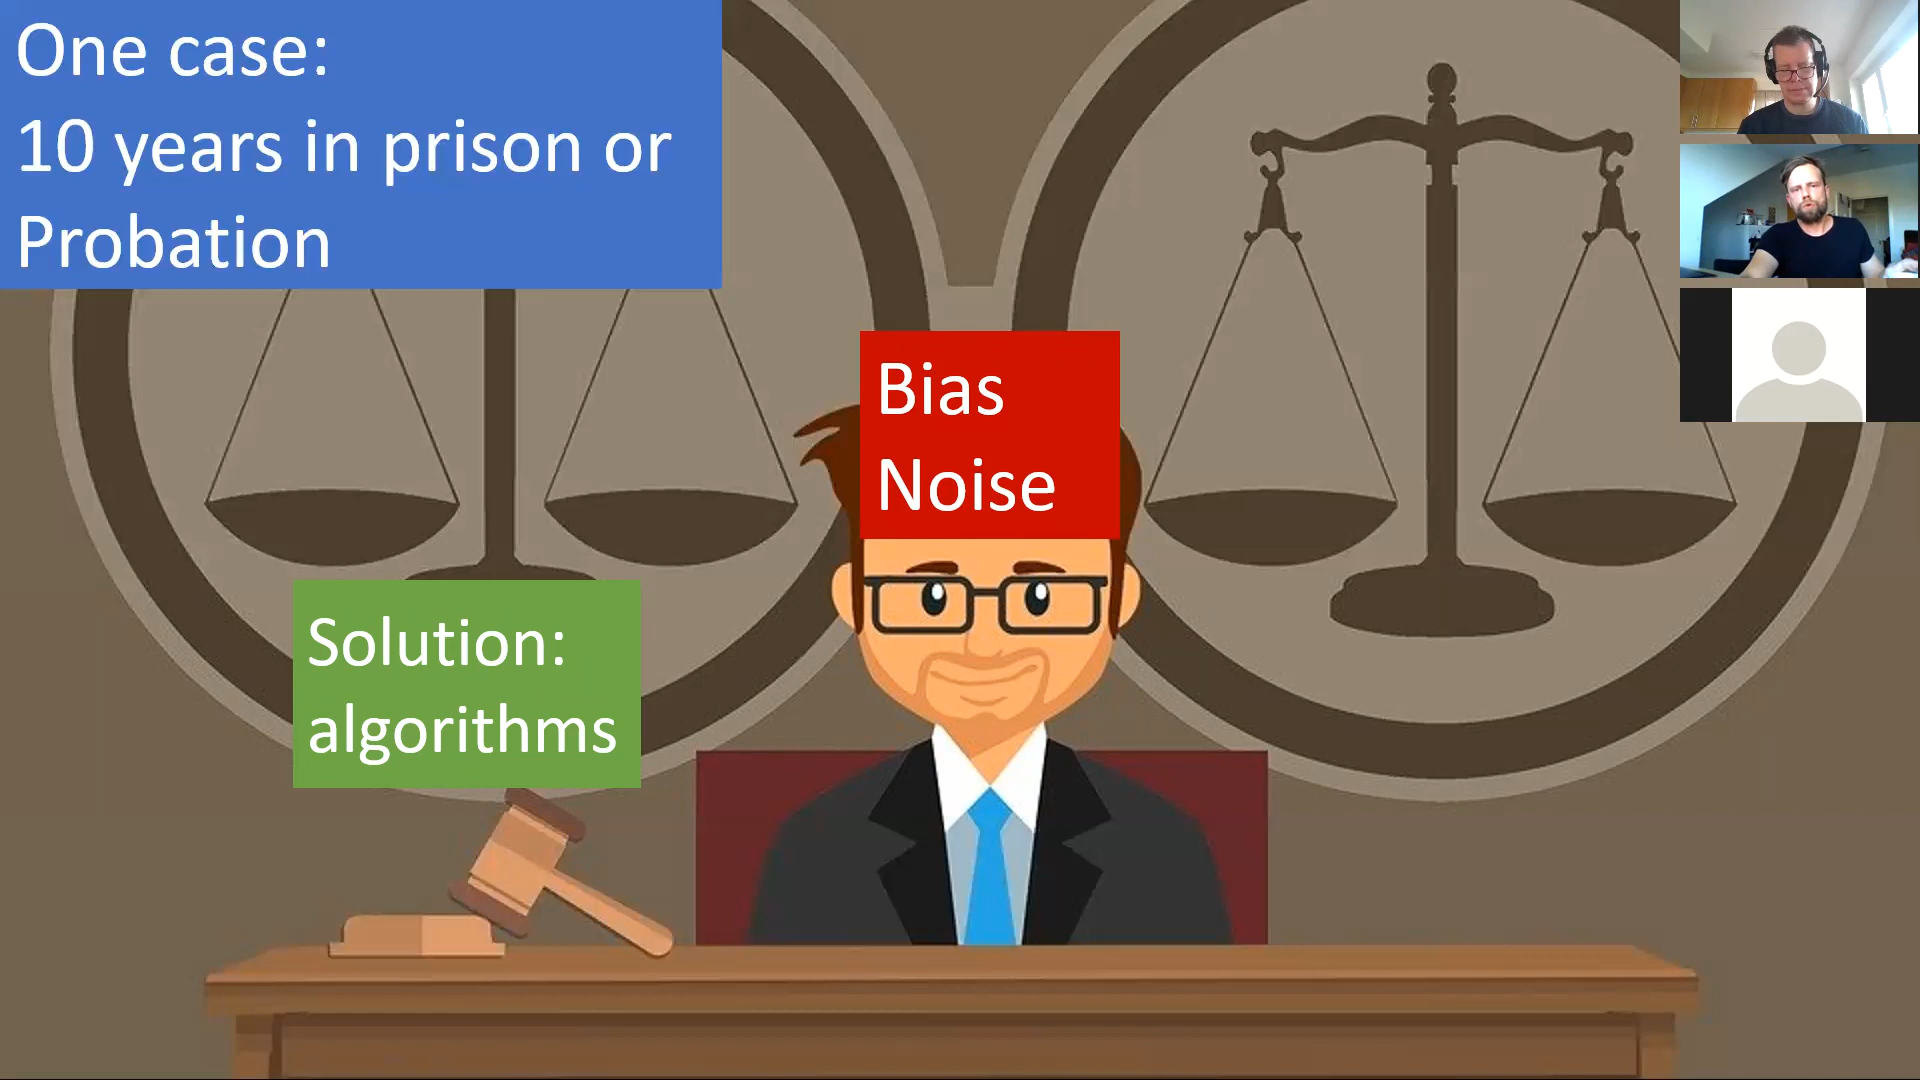 One case:
10 years in prison or
Probation
Bias
Noise
Solution:
algorithms